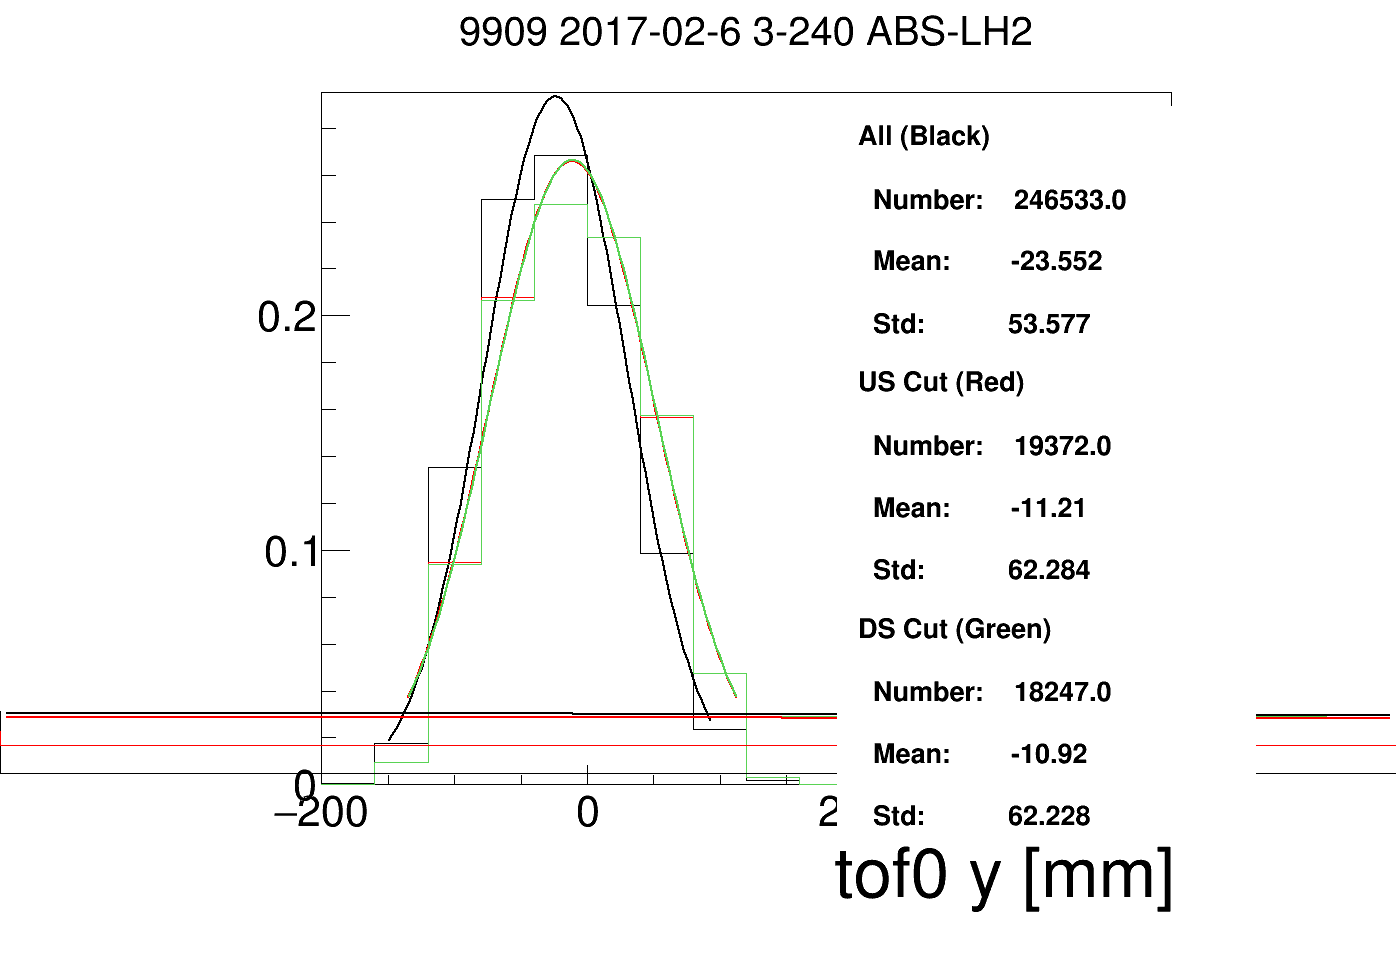 9909 2017-02-6 3-240 ABS-LH2
All (Black)
Number: 246533.0
Mean: -23.552
Std: 53.577
US Cut (Red)
Number: 19372.0
Mean: -11.21
Std: 62.284
DS Cut (Green)
Number: 18247.0
Mean: -10.92
Std: 62.228
0.2
0.1
0
−200 0 2
tof0 y [mm]